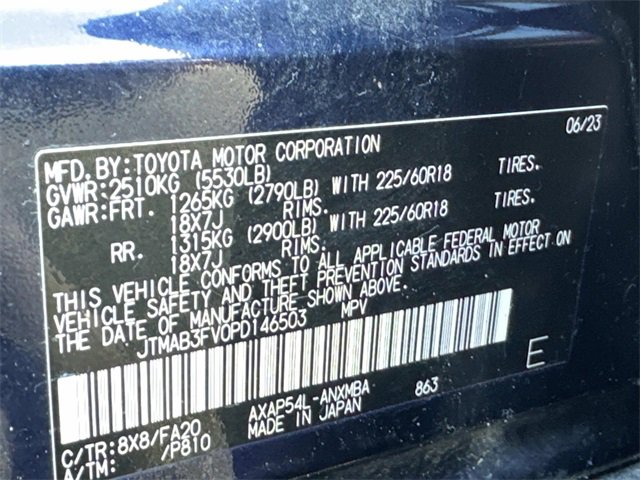 06/23
MFD.BY:TOYOTA MOTOR CORPORATION
GVWR:2510KG (5530LB)
GAWR:FRT. 1265KG (2790LB) WITH 225/60R18 TIRES.
18X7J RIMS.
RR. 1315KG (2900LB) WITH 225/60R18 TIRES.
18X7J RIMS.
THIS VEHICLE CONFORMS TO ALL APPLICABLE FEDERAL MOTOR
VEHICLE SAFETY AND THEFT PREVENTION STANDARDS IN EFFECT ON
THE DATE OF MANUFACTURE SHOWN ABOVE.
JTMAB3FV0PD146503 MPV
E
AXAP54L-ANXMBA 863
C/TR:8X8/FA20 MADE IN JAPAN
A/TM: /P810